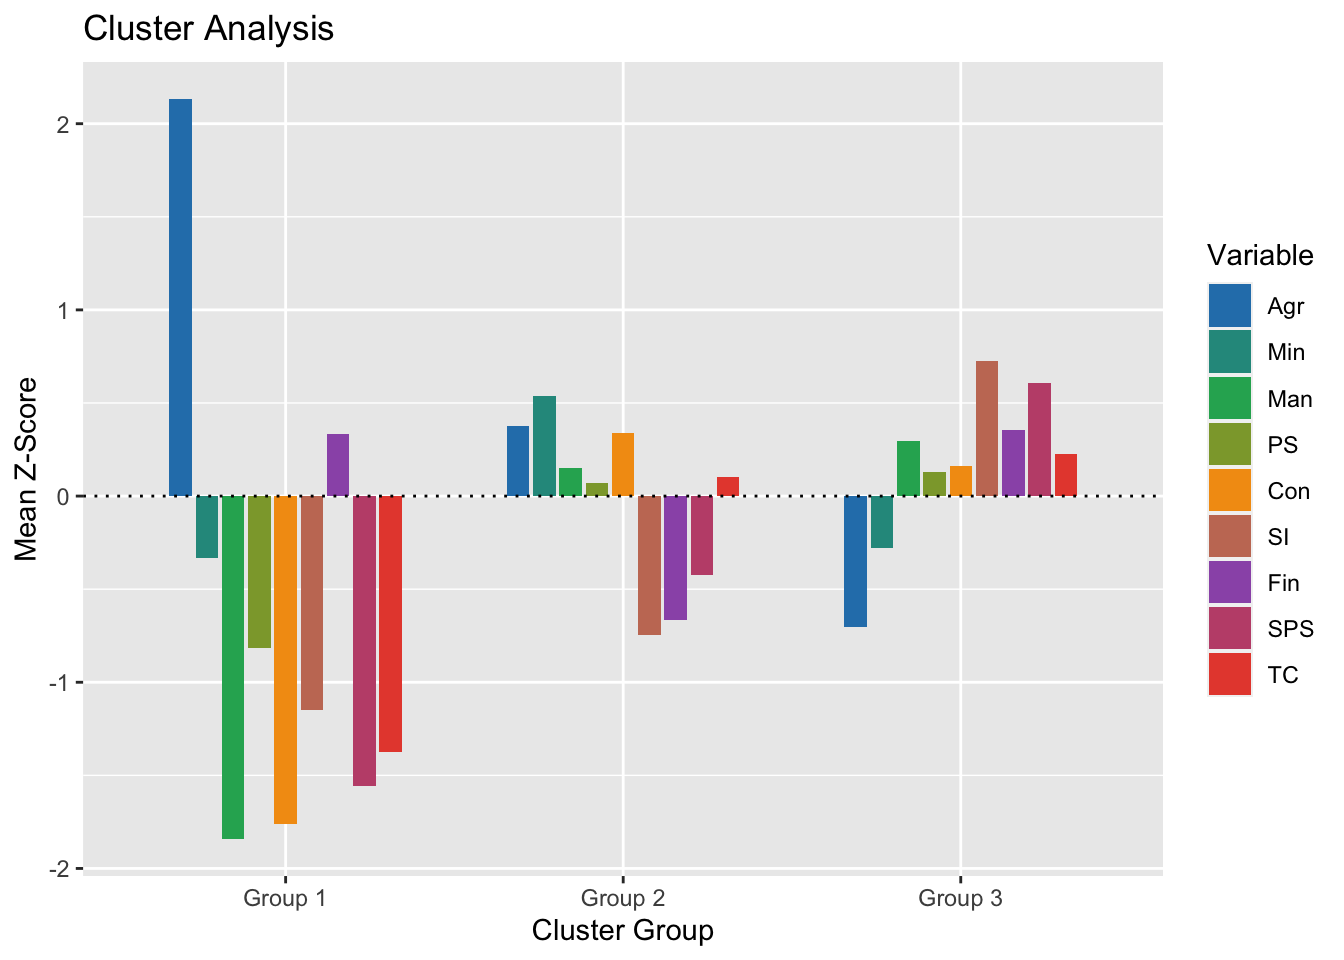 Cluster Analysis
Mean Z-Score
2
1
0
-1
-2
Group 1
Group 2
Group 3
Cluster Group
Variable
Agr
Min
Man
PS
Con
SI
Fin
SPS
TC